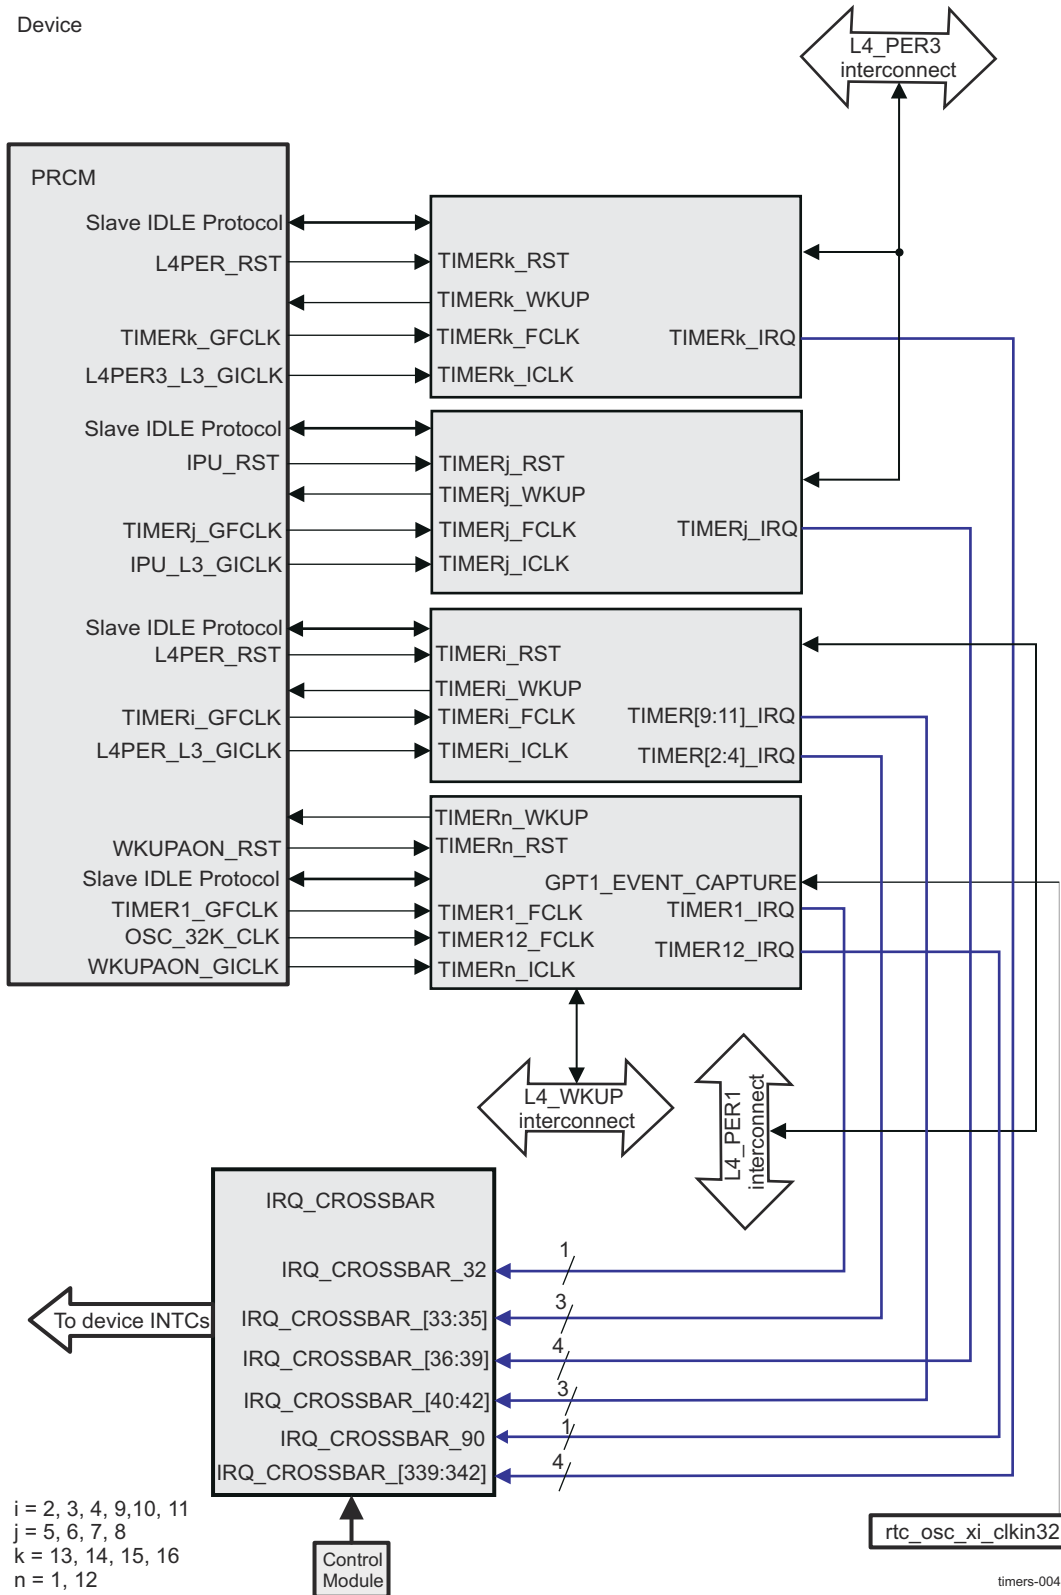 Device
L4_PER3
interconnect
PRCM
Slave IDLE Protocol
L4PER_RST
TIMERk_GFCLK
L4PER3_L3_GICLK
Slave IDLE Protocol
IPU_RST
TIMERj_GFCLK
IPU_L3_GICLK
Slave IDLE Protocol
L4PER_RST
TIMERi_GFCLK
L4PER_L3_GICLK
WKUPAON_RST
Slave IDLE Protocol
TIMER1_GFCLK
OSC_32K_CLK
WKUPAON_GICLK
TIMERk_RST
TIMERk_WKUP
TIMERk_FCLK
TIMERk_IRQ
TIMERk_ICLK
TIMERj_RST
TIMERj_WKUP
TIMERj_FCLK
TIMERj_IRQ
TIMERj_ICLK
TIMERi_RST
TIMERi_WKUP
TIMERi_FCLK
TIMER[9:11]_IRQ
TIMERi_ICLK
TIMER[2:4]_IRQ
TIMERn_WKUP
TIMERn_RST
GPT1_EVENT_CAPTURE
TIMER1_FCLK
TIMER1_IRQ
TIMER12_FCLK
TIMER12_IRQ
TIMERn_ICLK
L4_WKUP
interconnect
L4_PER1
interconnect
IRQ_CROSSBAR
IRQ_CROSSBAR_32
1
IRQ_CROSSBAR_[33:35]
3
IRQ_CROSSBAR_[36:39]
4
IRQ_CROSSBAR_[40:42]
3
IRQ_CROSSBAR_90
1
IRQ_CROSSBAR_[339:342]
4
To device INTCs
Control
Module
i = 2, 3, 4, 9,10, 11
j = 5, 6, 7, 8
k = 13, 14, 15, 16
n = 1, 12
rtc_osc_xi_clkin32
timers-004